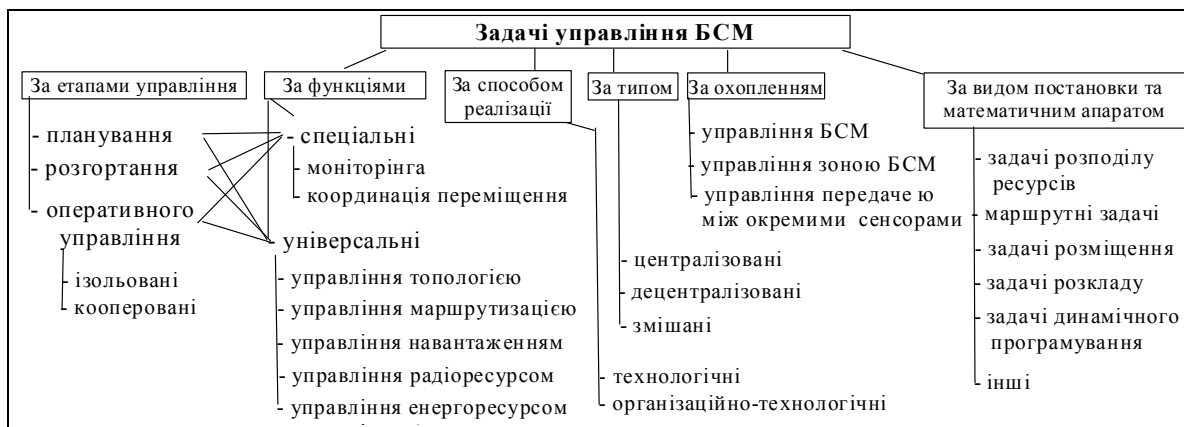 Задачі управління БСМ
За етапами управління
- планування
- розгортання
- оперативного
управління
- ізольовані
- кооперовані
За функціями
- спеціальні
- моніторінга
- координація переміщення
- універсальні
- управління топологією
- управління маршрутизацією
- управління навантаженням
- управління радіоресурсом
- управління енергоресурсом
За способом
реалізації
- технологічні
- організаційно-технологічні
За типом
- централізовані
- децентралізовані
- змішані
За охопленням
- управління БСМ
- управління зоною БСМ
- управління передаче ю
між окремими сенсорами
За видом постановки та
математичним апаратом
- задачі розподілу
ресурсів
- маршрутні задачі
- задачі розміщення
- задачі розкладу
- задачі динамічного
програмування
- інші